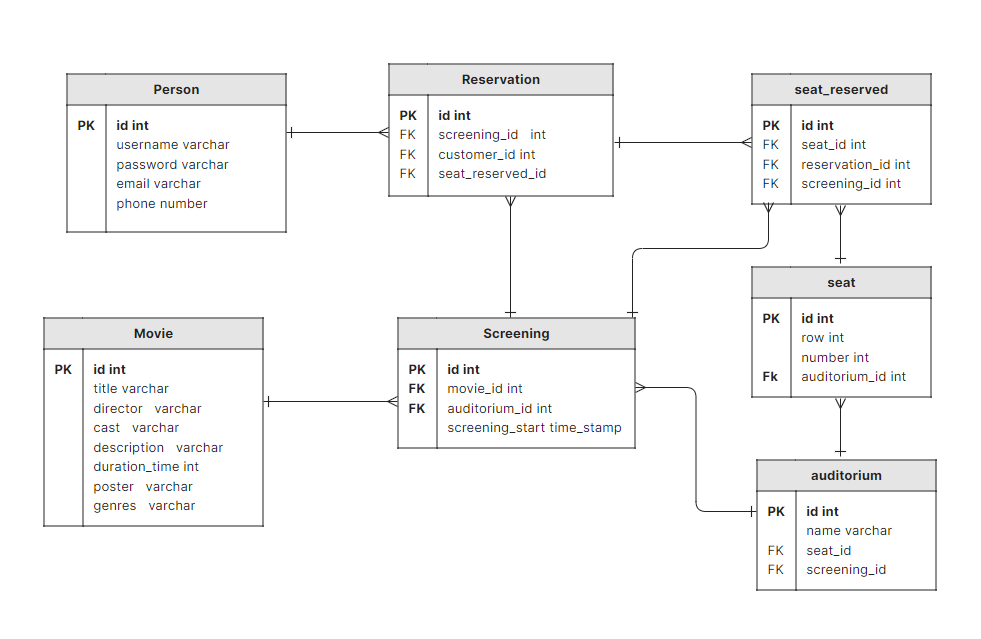 Person
PK id int
username varchar
password varchar
email varchar
phone number
Reservation
PK id int
FK screening_id int
FK customer_id int
FK seat_reserved_id
seat_reserved
PK id int
FK seat_id int
FK reservation_id int
FK screening_id int
seat
PK id int
row int
number int
Fk auditorium_id int
Movie
PK id int
title varchar
director varchar
cast varchar
description varchar
duration_time int
poster varchar
genres varchar
Screening
PK id int
FK movie_id int
FK auditorium_id int
screening_start time_stamp
auditorium
PK id int
name varchar
FK seat_id
FK screening_id